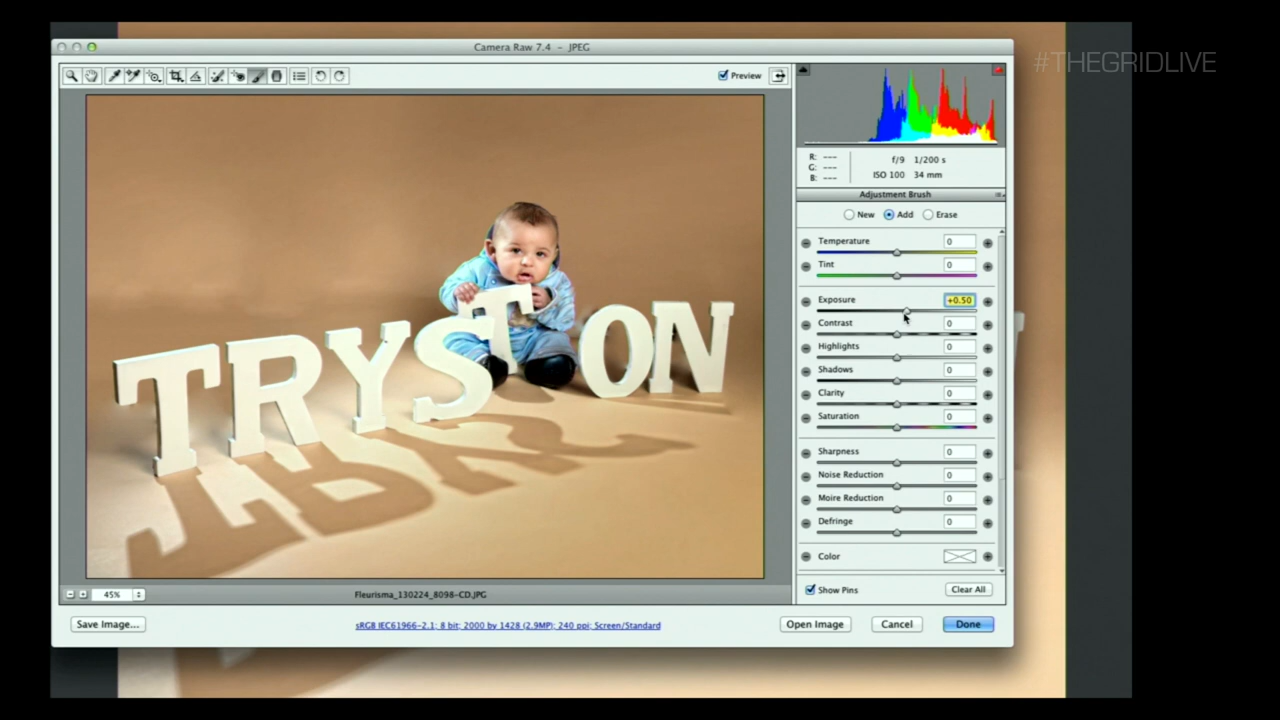 Camera Raw 7.4 – JPEG
#THEGRIDLIVE
Preview
R: ---
G: ---
B: ---
f/9 1/200 s
ISO 100 34 mm
Adjustment Brush
New Add Erase
Temperature 0
Tint 0
Exposure +0.50
Contrast 0
Highlights 0
Shadows 0
Clarity 0
Saturation 0
Sharpness 0
Noise Reduction 0
Moire Reduction 0
Defringe 0
Color
TRYSTON
45%
Fleurisma_130224_8098-CD.JPG
Show Pins Clear All
Save Image... sRGB IEC61966-2.1; 8 bit; 2000 by 1428 (2.9MP); 240 ppi; Screen/Standard Open Image Cancel Done